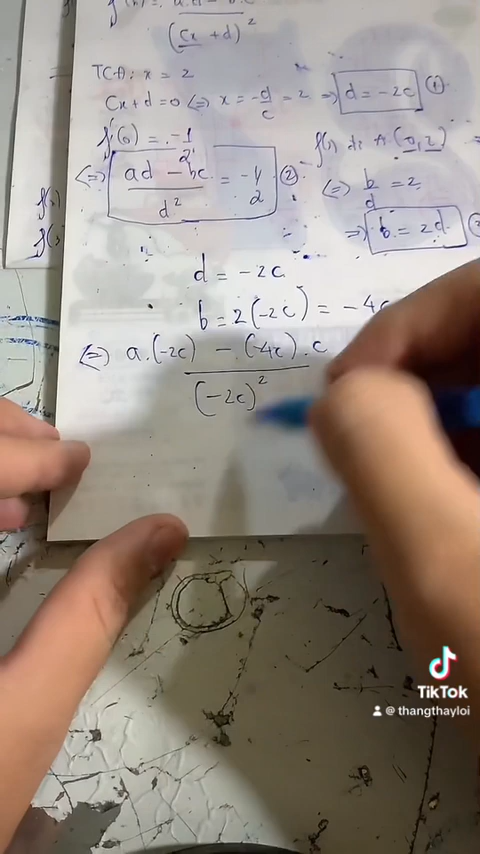 f'(x) =
(cx + d)²
TCĐ: x = 2
Cx + d = 0 <=> x = -d/c = 2 => d = -2c ①
f'(0) = -1/2
f(x) đi A (0,2)
<=> (ad - bc)/d² = -1/2 ②
<=> b/d = 2
=> b = 2d
d = -2c
b = 2(-2c) = -4c
<=> (a.(-2c) - (-4c).c)/(-2c)²
TikTok
@ thangthayloi